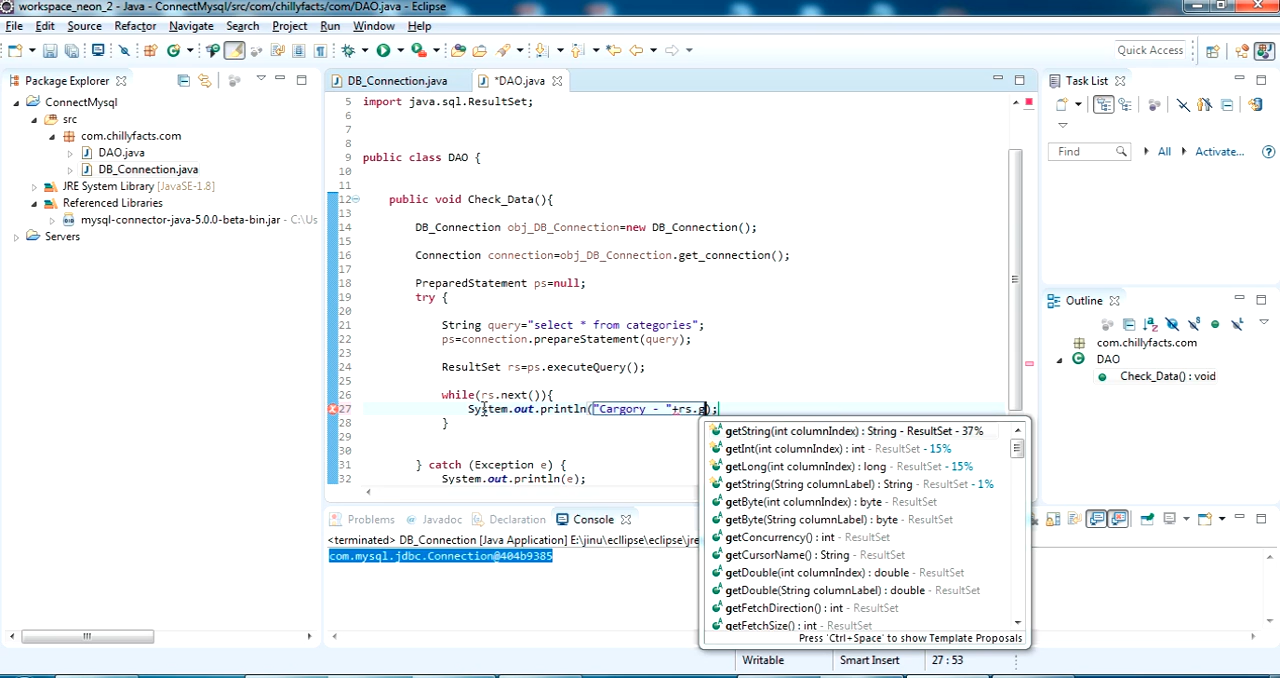 workspace_neon_2 - Java - ConnectMysql/src/com/chillyfacts/com/DAO.java - Eclipse
File Edit Source Refactor Navigate Search Project Run Window Help
Quick Access
Package Explorer
ConnectMysql
src
com.chillyfacts.com
DAO.java
DB_Connection.java
JRE System Library [JavaSE-1.8]
Referenced Libraries
mysql-connector-java-5.0.0-beta-bin.jar - C:\Us
Servers
DB_Connection.java
*DAO.java
5 import java.sql.ResultSet;
6
7
8
9 public class DAO {
10
11
12 public void Check_Data(){
13
14 DB_Connection obj_DB_Connection=new DB_Connection();
15
16 Connection connection=obj_DB_Connection.get_connection();
17
18 PreparedStatement ps=null;
19 try {
20
21 String query="select * from categories";
22 ps=connection.prepareStatement(query);
23
24 ResultSet rs=ps.executeQuery();
25
26 while(rs.next()){
27 System.out.println("Cargory - "+rs.g);
28 }
29
30
31 } catch (Exception e) {
32 System.out.println(e);
getString(int columnIndex) : String - ResultSet - 37%
getInt(int columnIndex) : int - ResultSet - 15%
getLong(int columnIndex) : long - ResultSet - 15%
getString(String columnLabel) : String - ResultSet - 1%
getByte(int columnIndex) : byte - ResultSet
getByte(String columnLabel) : byte - ResultSet
getConcurrency() : int - ResultSet
getCursorName() : String - ResultSet
getDouble(int columnIndex) : double - ResultSet
getDouble(String columnLabel) : double - ResultSet
getFetchDirection() : int - ResultSet
getFetchSize() : int - ResultSet
Press 'Ctrl+Space' to show Template Proposals
Problems @ Javadoc Declaration Console
<terminated> DB_Connection [Java Application] E:\jinu\ecllipse\ecllipse\jre
com.mysql.jdbc.Connection@404b9385
Task List
Find All Activate...
Outline
com.chillyfacts.com
DAO
Check_Data() : void
Writable Smart Insert 27 : 53